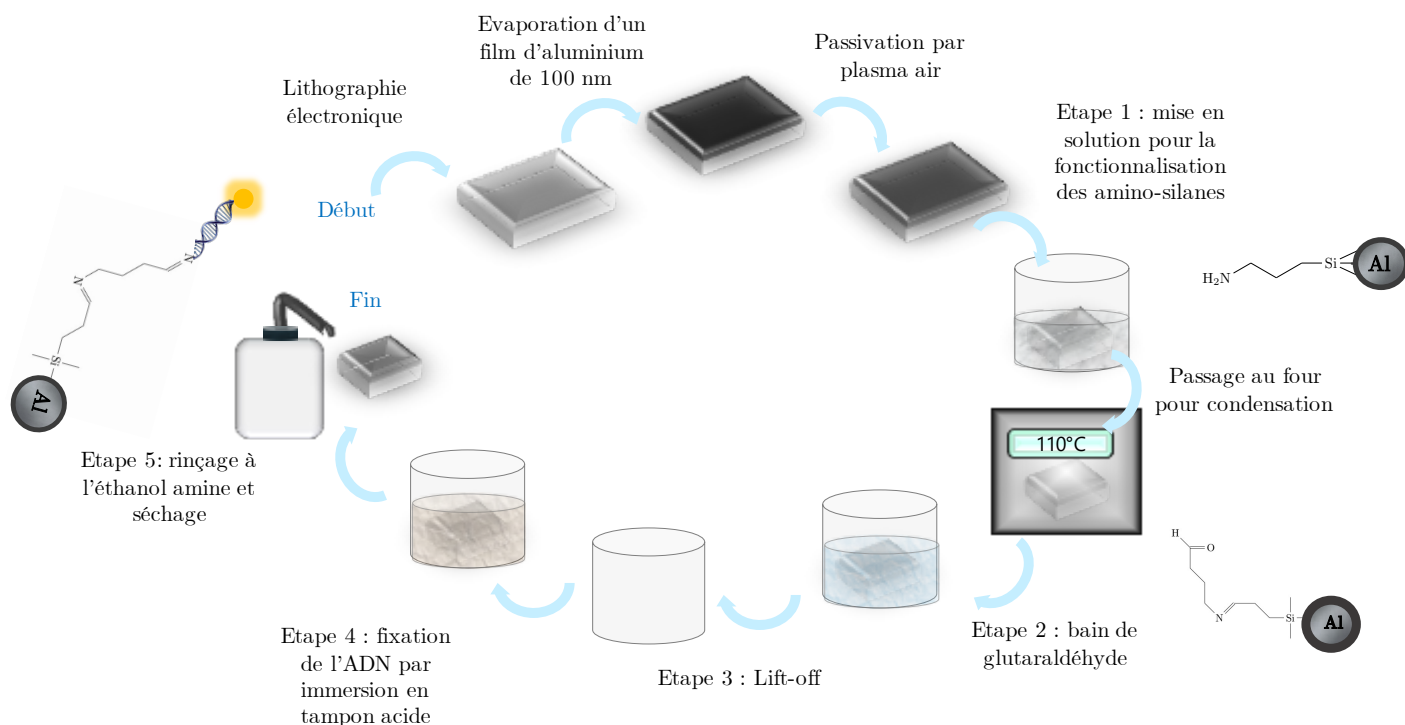 Lithographie
électronique
Evaporation d'un
film d'aluminium
de 100 nm
Passivation par
plasma air
Etape 1 : mise en
solution pour la
fonctionnalisation
des amino-silanes
Début
N
N
Si
Al
Fin
H₂N
Si
Al
Passage au four
pour condensation
110°C
Etape 5: rinçage à
l'éthanol amine et
séchage
H
O
N
Si
Al
Etape 2 : bain de
glutaraldéhyde
Etape 3 : Lift-off
Etape 4 : fixation
de l'ADN par
immersion en
tampon acide